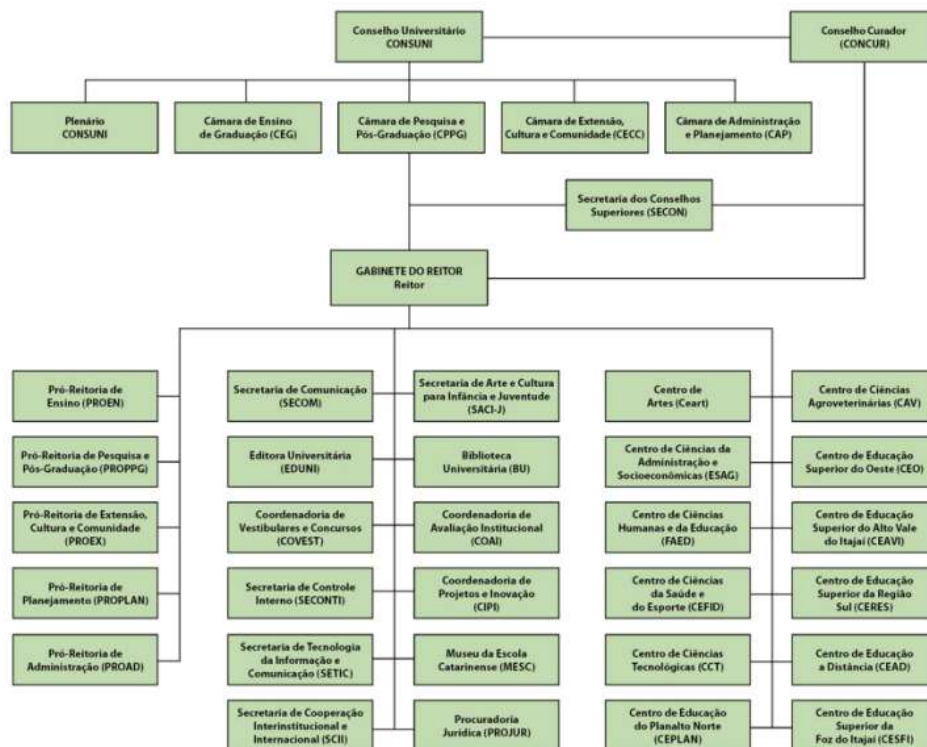 Conselho Universitário
CONSUNI
Conselho Curador
(CONCUR)
Plenário
CONSUNI
Câmara de Ensino
de Graduação (CEG)
Câmara de Pesquisa e
Pós-Graduação (CPPG)
Câmara de Extensão,
Cultura e Comunidade (CECC)
Câmara de Administração
e Planejamento (CAP)
Secretaria dos Conselhos
Superiores (SECON)
GABINETE DO REITOR
Reitor
Pró-Reitoria de
Ensino (PROEN)
Pró-Reitoria de Pesquisa e
Pós-Graduação (PROPPG)
Pró-Reitoria de Extensão,
Cultura e Comunidade
(PROEX)
Pró-Reitoria de
Planejamento (PROPLAN)
Pró-Reitoria de
Administração (PROAD)
Secretaria de Comunicação
(SECOM)
Secretaria de Arte e Cultura
para Infância e Juventude
(SACI-J)
Editora Universitária
(EDUNI)
Biblioteca
Universitária (BU)
Coordenadoria de
Vestibulares e Concursos
(COVEST)
Coordenadoria de
Avaliação Institucional
(COAI)
Secretaria de Controle
Interno (SECONTI)
Coordenadoria de
Projetos e Inovação
(CIPI)
Secretaria de Tecnologia
da Informação e
Comunicação (SETIC)
Museu da Escola
Catarinense (MESC)
Secretaria de Cooperação
Interinstitucional e
Internacional (SCII)
Procuradoria
Jurídica (PROJUR)
Centro de
Artes (Ceart)
Centro de Ciências
Agroveterinárias (CAV)
Centro de Ciências da
Administração e
Socioeconômicas (ESAG)
Centro de Educação
Superior do Oeste (CEO)
Centro de Ciências
Humanas e da Educação
(FAED)
Centro de Educação
Superior do Alto Vale
do Itajaí (CEAVI)
Centro de Ciências
da Saúde e
do Esporte (CEFID)
Centro de Educação
Superior da Região
Sul (CERES)
Centro de Ciências
Tecnológicas (CCT)
Centro de Educação
a Distância (CEAD)
Centro de Educação
do Planalto Norte
(CEPLAN)
Centro de Educação
Superior da
Foz do Itajaí (CESFI)